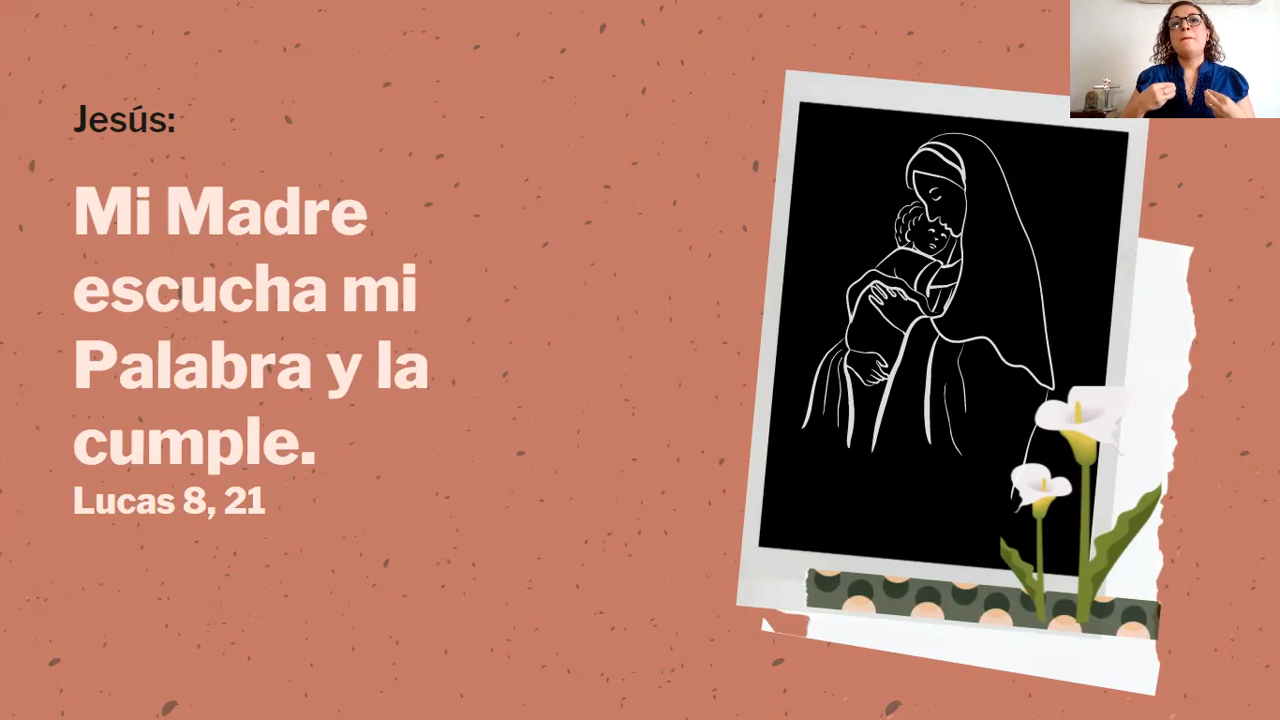 Jesús:
Mi Madre
escucha mi
Palabra y la
cumple.
Lucas 8, 21